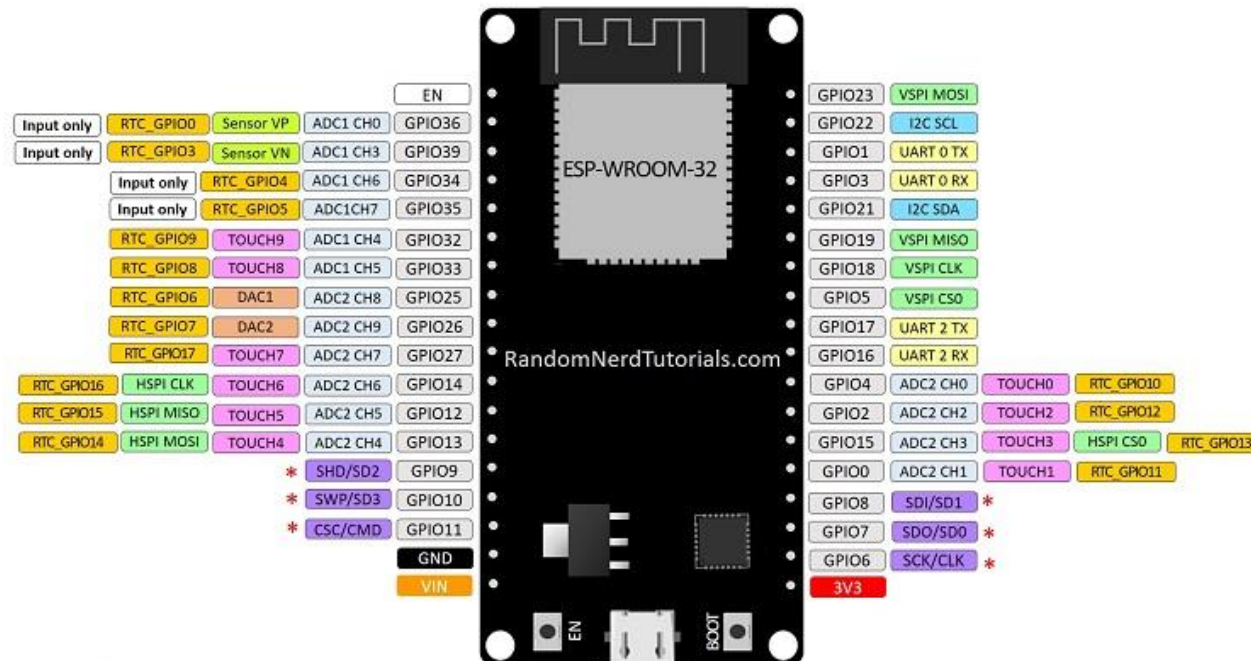 EN
Input only RTC_GPIO0 Sensor VP ADC1 CH0 GPIO36
Input only RTC_GPIO3 Sensor VN ADC1 CH3 GPIO39
Input only RTC_GPIO4 ADC1 CH6 GPIO34
Input only RTC_GPIO5 ADC1CH7 GPIO35
RTC_GPIO9 TOUCH9 ADC1 CH4 GPIO32
RTC_GPIO8 TOUCH8 ADC1 CH5 GPIO33
RTC_GPIO6 DAC1 ADC2 CH8 GPIO25
RTC_GPIO7 DAC2 ADC2 CH9 GPIO26
RTC_GPIO17 TOUCH7 ADC2 CH7 GPIO27
RTC_GPIO16 HSPI CLK TOUCH6 ADC2 CH6 GPIO14
RTC_GPIO15 HSPI MISO TOUCH5 ADC2 CH5 GPIO12
RTC_GPIO14 HSPI MOSI TOUCH4 ADC2 CH4 GPIO13
* SHD/SD2 GPIO9
* SWP/SD3 GPIO10
* CSC/CMD GPIO11
GND
VIN
ESP-WROOM-32
RandomNerdTutorials.com
EN
BOOT
GPIO23 VSPI MOSI
GPIO22 I2C SCL
GPIO1 UART 0 TX
GPIO3 UART 0 RX
GPIO21 I2C SDA
GPIO19 VSPI MISO
GPIO18 VSPI CLK
GPIO5 VSPI CS0
GPIO17 UART 2 TX
GPIO16 UART 2 RX
GPIO4 ADC2 CH0 TOUCH0 RTC_GPIO10
GPIO2 ADC2 CH2 TOUCH2 RTC_GPIO12
GPIO15 ADC2 CH3 TOUCH3 HSPI CS0 RTC_GPIO13
GPIO0 ADC2 CH1 TOUCH1 RTC_GPIO11
GPIO8 SDI/SD1 *
GPIO7 SDO/SD0 *
GPIO6 SCK/CLK *
3V3